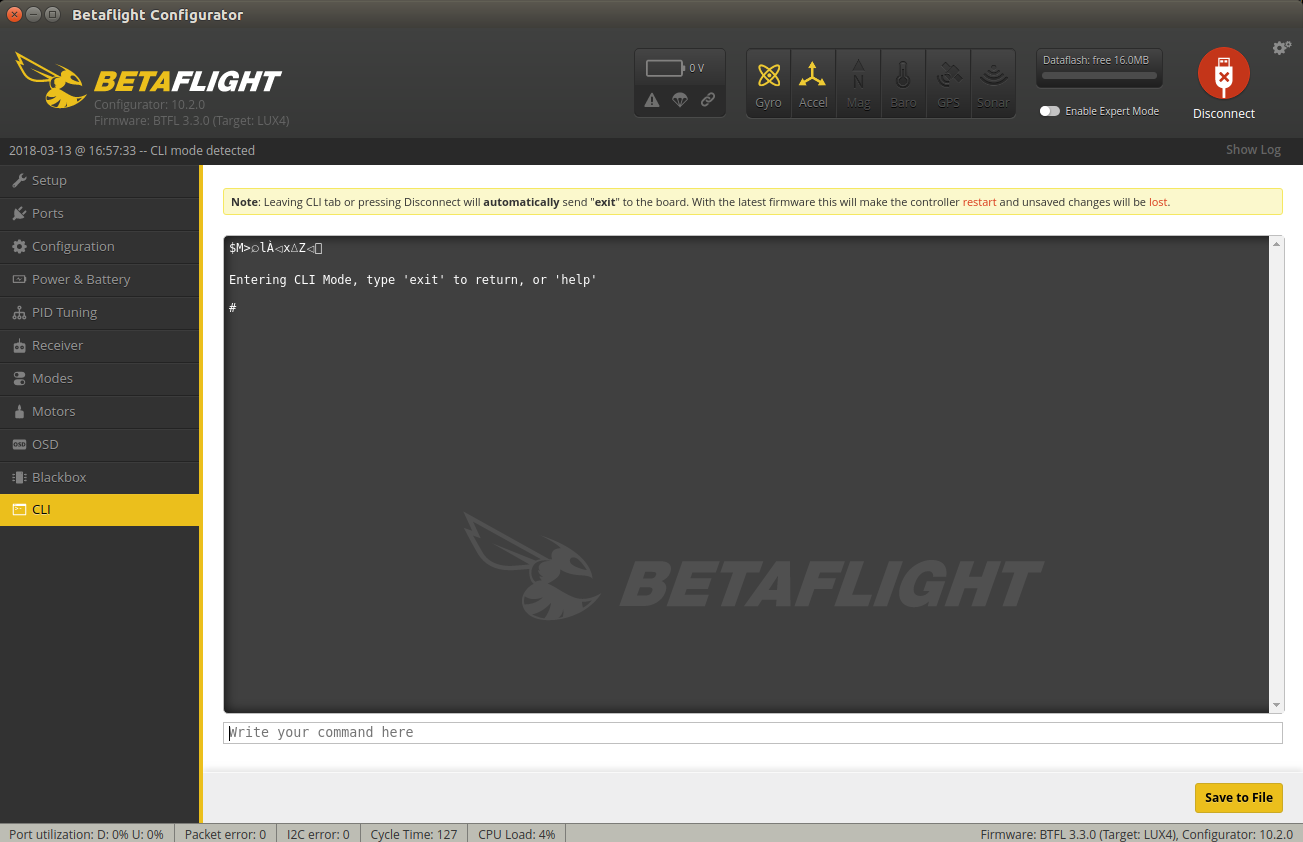 Betaflight Configurator
BETAFLIGHT
Configurator: 10.2.0
Firmware: BTFL 3.3.0 (Target: LUX4)
0 V
Gyro
Accel
Mag
Baro
GPS
Sonar
Dataflash: free 16.0MB
Enable Expert Mode
Disconnect
2018-03-13 @ 16:57:33 -- CLI mode detected
Show Log
Setup
Ports
Configuration
Power & Battery
PID Tuning
Receiver
Modes
Motors
OSD
Blackbox
CLI
Note: Leaving CLI tab or pressing Disconnect will automatically send "exit" to the board. With the latest firmware this will make the controller restart and unsaved changes will be lost.
$M>
Entering CLI Mode, type 'exit' to return, or 'help'
#
BETAFLIGHT
Write your command here
Save to File
Port utilization: D: 0% U: 0%
Packet error: 0
I2C error: 0
Cycle Time: 127
CPU Load: 4%
Firmware: BTFL 3.3.0 (Target: LUX4), Configurator: 10.2.0